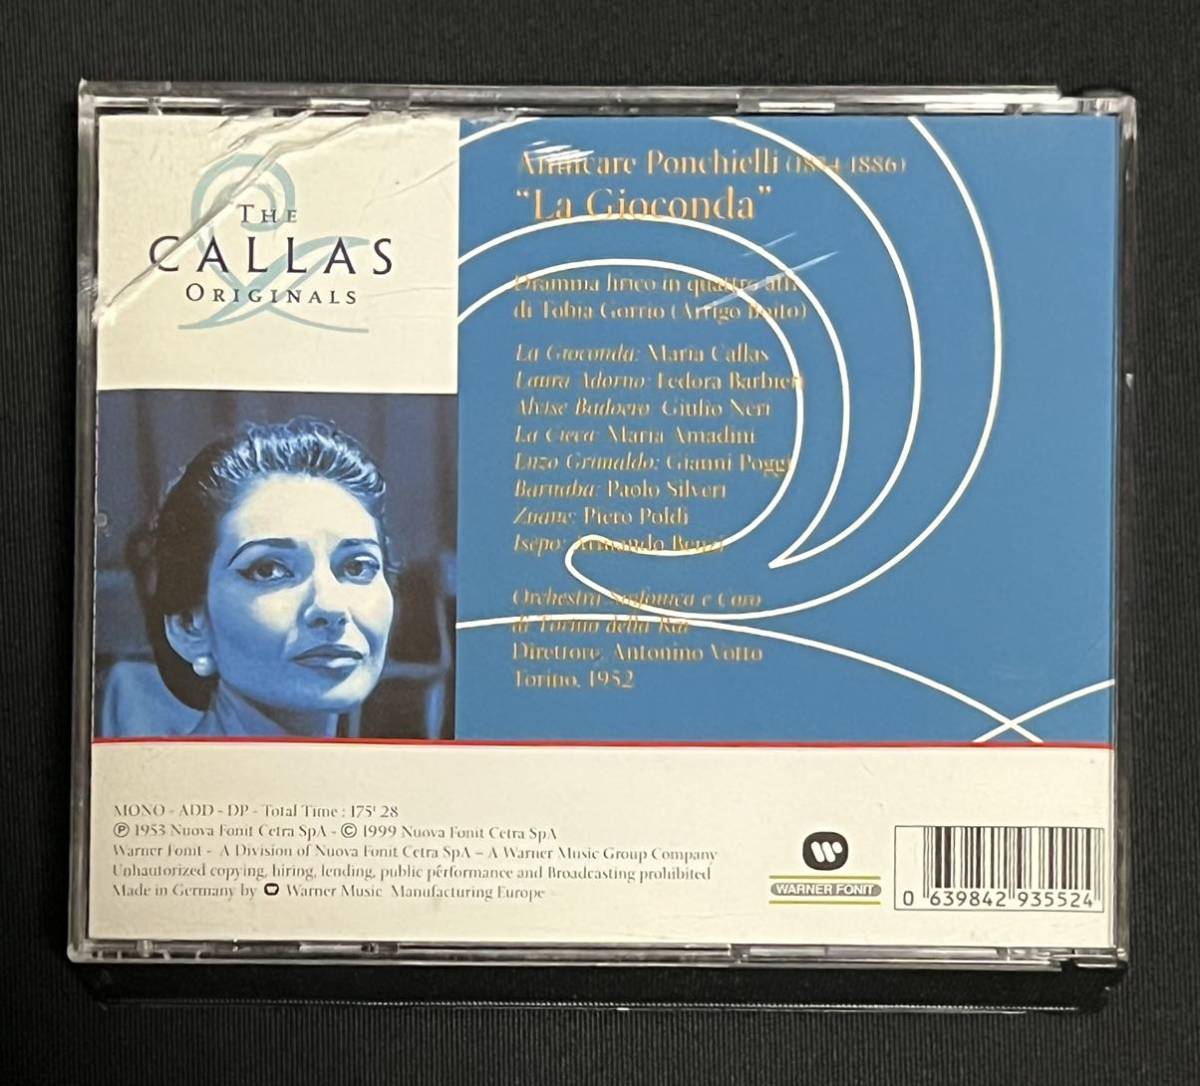 THE
CALLAS
ORIGINALS
Amilcare Ponchielli (1834-1886)
"La Gioconda"
Dramma lirico in quattro atti
di Tobia Gorrio (Arrigo Boito)
La Gioconda: Maria Callas
Laura Adorno: Fedora Barbieri
Alvise Badoero: Giulio Neri
La Cieca: Maria Amadini
Enzo Grimaldo: Gianni Poggi
Barnaba: Paolo Silveri
Zuane: Piero Poldi
Isepo: Armando Benzi
Orchestra Sinfonica e Coro
di Torino della Rai
Direttore: Antonino Votto
Torino, 1952
MONO - ADD - DP - Total Time : 175' 28
℗ 1953 Nuova Fonit Cetra SpA - © 1999 Nuova Fonit Cetra SpA
Warner Fonit - A Division of Nuova Fonit Cetra SpA – A Warner Music Group Company
Unhautorized copying, hiring, lending, public pérformance and Broadcasting prohibited
Made in Germany by Warner Music Manufacturing Europe
WARNER FONIT
0 639842 935524